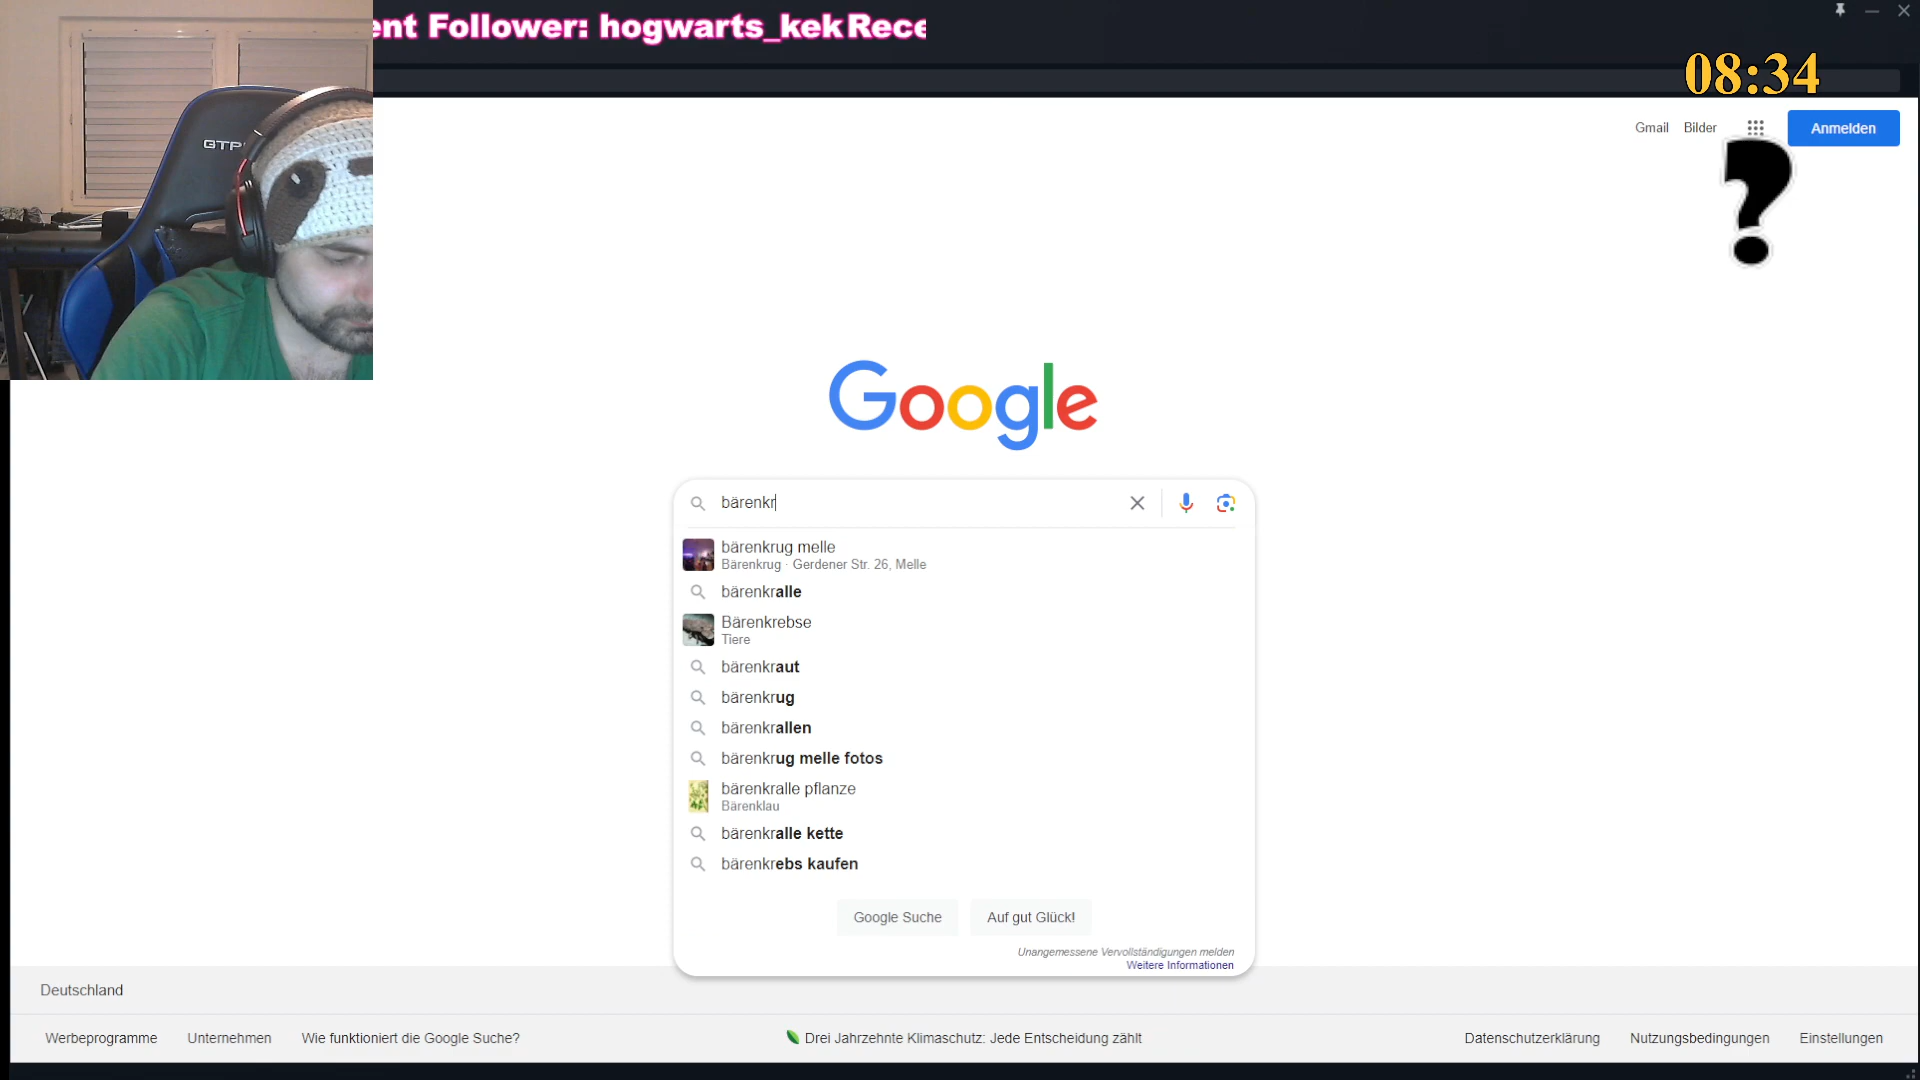 ent Follower: hogwarts_kek Rece
08:34
GTP
Gmail Bilder Anmelden
?
Google
bärenkr
bärenkrug melle
Bärenkrug · Gerdener Str. 26, Melle
bärenkralle
Bärenkrebse
Tiere
bärenkraut
bärenkrug
bärenkrallen
bärenkrug melle fotos
bärenkralle pflanze
Bärenklau
bärenkralle kette
bärenkrebs kaufen
Google Suche Auf gut Glück!
Unangemessene Vervollständigungen melden
Weitere Informationen
Deutschland
Werbeprogramme Unternehmen Wie funktioniert die Google Suche? Drei Jahrzehnte Klimaschutz: Jede Entscheidung zählt Datenschutzerklärung Nutzungsbedingungen Einstellungen